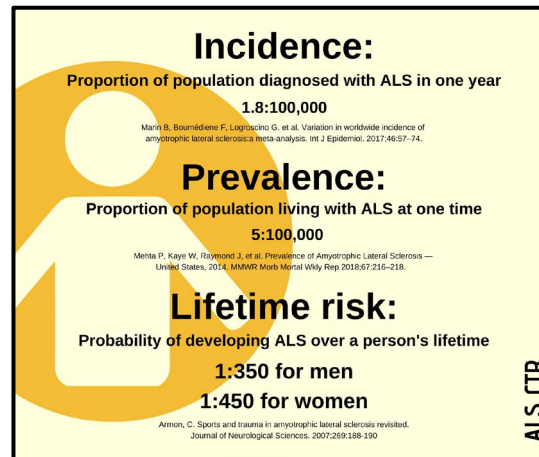 Incidence:
Proportion of population diagnosed with ALS in one year
1.8:100,000
Marin B, Boumédiene F, Logroscino G, et al. Variation in worldwide incidence of
amyotrophic lateral sclerosis:a meta-analysis. Int J Epidemiol. 2017;46:57–74.
Prevalence:
Proportion of population living with ALS at one time
5:100,000
Mehta P, Kaye W, Raymond J, et al. Prevalence of Amyotrophic Lateral Sclerosis —
United States, 2014. MMWR Morb Mortal Wkly Rep 2018;67:216–218.
Lifetime risk:
Probability of developing ALS over a person's lifetime
1:350 for men
1:450 for women
Armon, C. Sports and trauma in amyotrophic lateral sclerosis revisited.
Journal of Neurological Sciences. 2007;269:188-190
ALS CTR